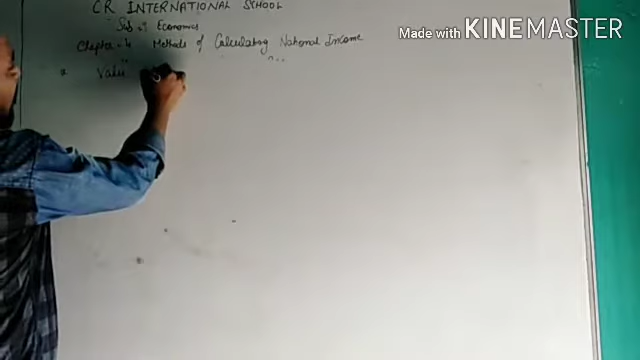 CR INTERNATIONAL SCHOOL
Sub :- Economics
Chapter :- 4 Methods of Calculating National Income
* Value
Made with KINEMASTER